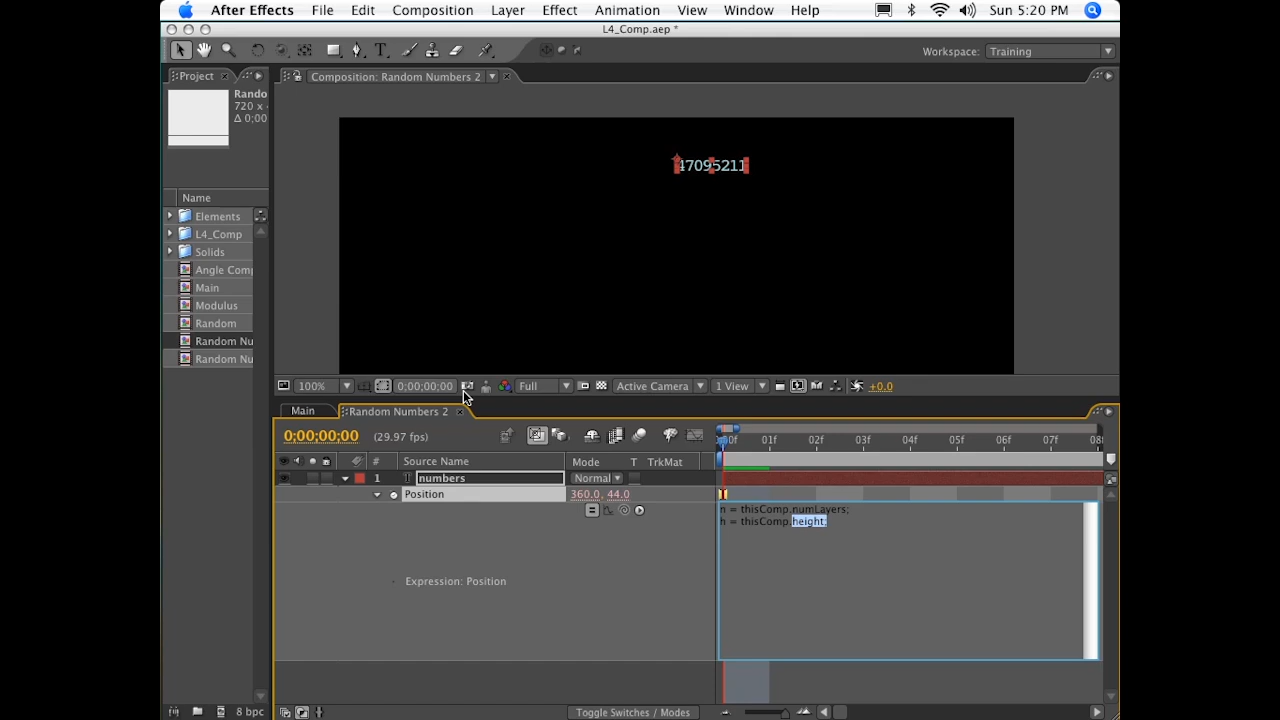 After Effects File Edit Composition Layer Effect Animation View Window Help Sun 5:20 PM
L4_Comp.aep *
Workspace: Training
Project
Composition: Random Numbers 2
Rando
720 x
Δ 0;00
47095211
Name
Elements
L4_Comp
Solids
Angle Comp
Main
Modulus
Random
Random Nu
Random Nu
100% 0;00;00;00 Full Active Camera 1 View +0.0
Main Random Numbers 2
0;00;00;00 (29.97 fps)
00f 01f 02f 03f 04f 05f 06f 07f 08
# Source Name Mode T TrkMat
1 T numbers Normal
Position 360.0, 44.0
n = thisComp.numLayers;
h = thisComp.height;
Expression: Position
8 bpc Toggle Switches / Modes